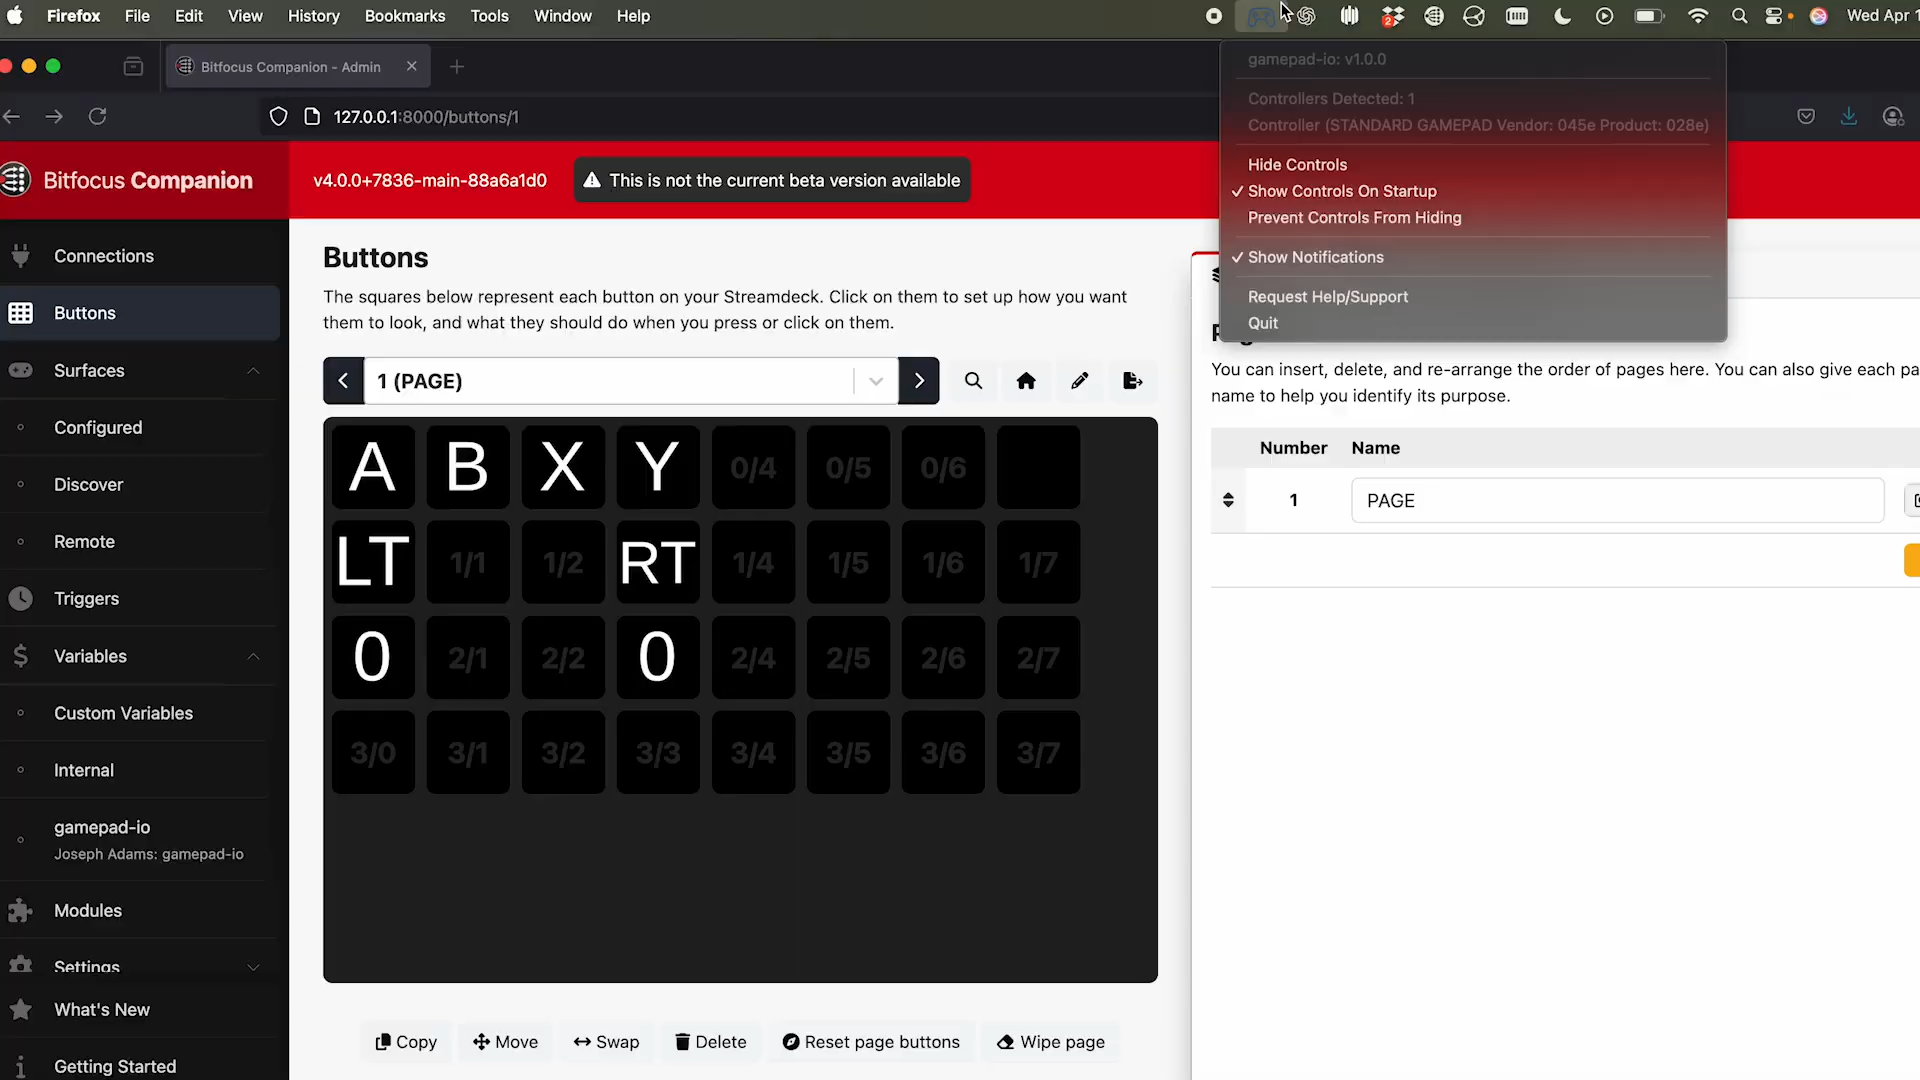 Firefox File Edit View History Bookmarks Tools Window Help
2
Wed Apr 1
Bitfocus Companion - Admin
127.0.0.1:8000/buttons/1
gamepad-io: v1.0.0
Controllers Detected: 1
Controller (STANDARD GAMEPAD Vendor: 045e Product: 028e)
Hide Controls
✓ Show Controls On Startup
Prevent Controls From Hiding
✓ Show Notifications
Request Help/Support
Quit
Bitfocus Companion
v4.0.0+7836-main-88a6a1d0
This is not the current beta version available
Connections
Buttons
Surfaces
Configured
Discover
Remote
Triggers
Variables
Custom Variables
Internal
gamepad-io
Joseph Adams: gamepad-io
Modules
Settings
What's New
Getting Started
Buttons
The squares below represent each button on your Streamdeck. Click on them to set up how you want
them to look, and what they should do when you press or click on them.
1 (PAGE)
A B X Y 0/4 0/5 0/6
LT 1/1 1/2 RT 1/4 1/5 1/6 1/7
0 2/1 2/2 0 2/4 2/5 2/6 2/7
3/0 3/1 3/2 3/3 3/4 3/5 3/6 3/7
Copy Move Swap Delete Reset page buttons Wipe page
You can insert, delete, and re-arrange the order of pages here. You can also give each pa
name to help you identify its purpose.
Number Name
1 PAGE